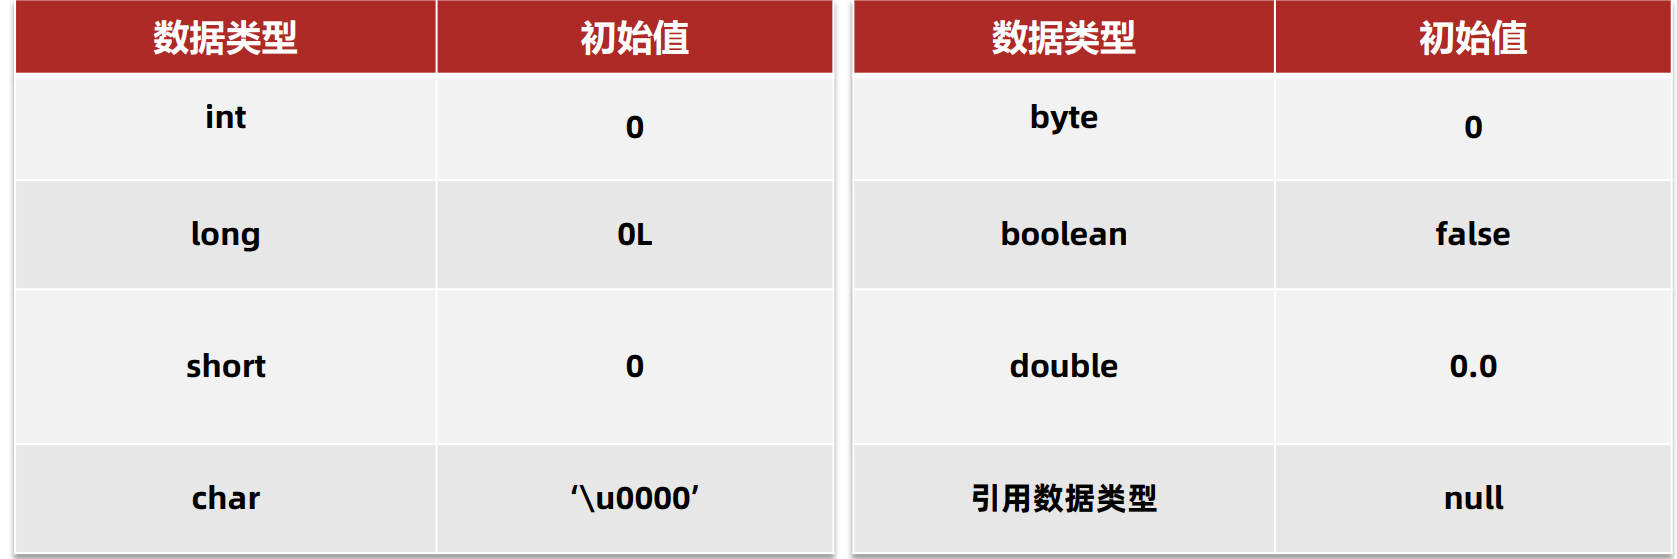 数据类型 初始值
int 0
long 0L
short 0
char ‘\u0000’
数据类型 初始值
byte 0
boolean false
double 0.0
引用数据类型 null